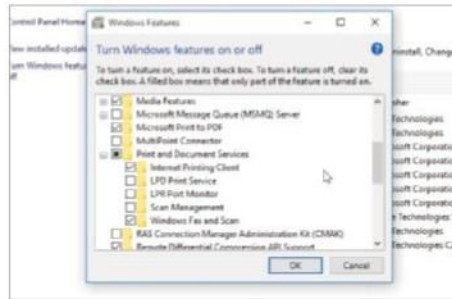 Control Panel Home
Windows Features
Turn Windows features on or off
To turn a feature on, select its check box. To turn a feature off, clear its
check box. A filled box means that only part of the feature is turned on.
Media Features
Microsoft Message Queue (MSMQ) Server
Microsoft Print to PDF
MultiPoint Connector
Print and Document Services
Internet Printing Client
LPD Print Service
LPR Port Monitor
Scan Management
Windows Fax and Scan
RAS Connection Manager Administration Kit (CMAK)
Remote Differential Compression API Support
OK
Cancel
installed
Windows
Technologies
Technologies
Technologies
Technologies